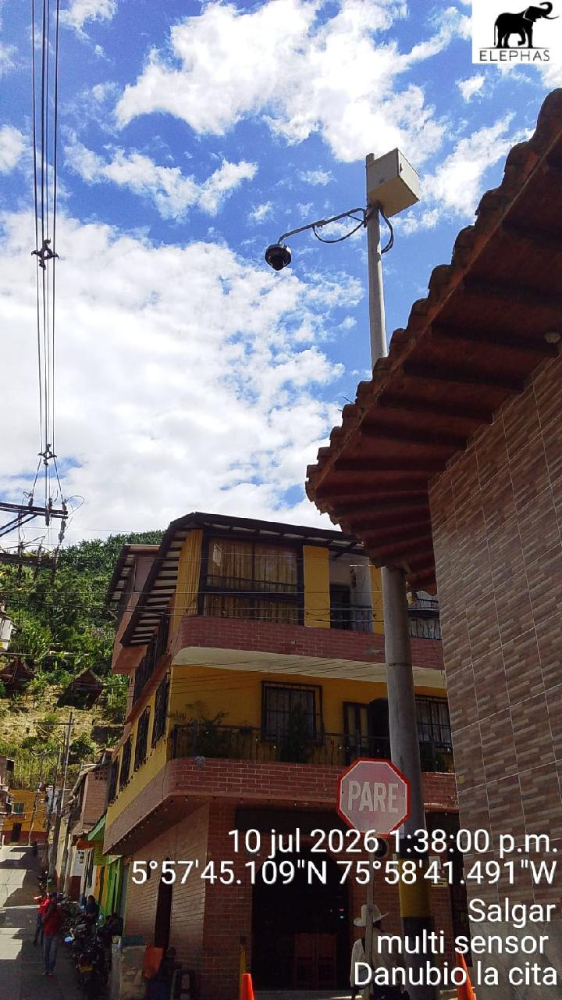 ELEPHAS
PARE
10 jul 2026 1:38:00 p.m.
5°57'45.109"N 75°58'41.491"W
Salgar
multi sensor
Danubio la cita